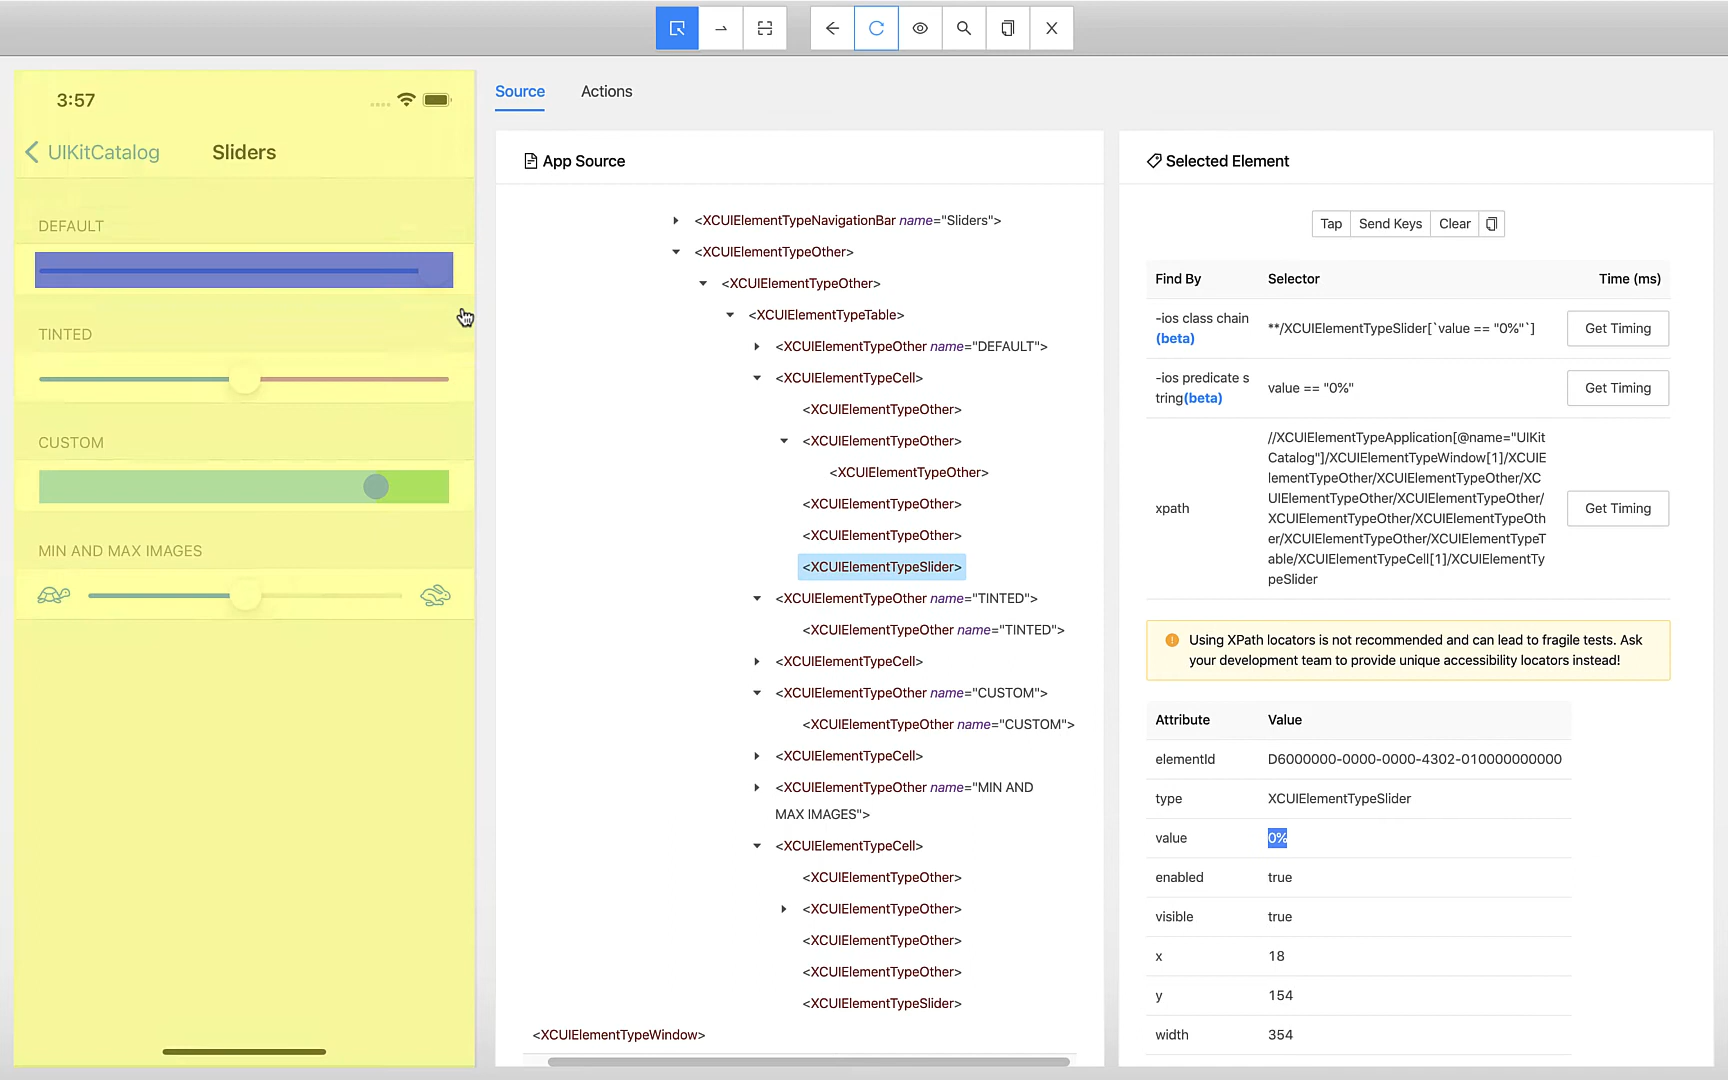 3:57
UIKitCatalog
Sliders
DEFAULT
TINTED
CUSTOM
MIN AND MAX IMAGES
Source
Actions
App Source
<XCUIElementTypeNavigationBar name="Sliders">
<XCUIElementTypeOther>
<XCUIElementTypeOther>
<XCUIElementTypeTable>
<XCUIElementTypeOther name="DEFAULT">
<XCUIElementTypeCell>
<XCUIElementTypeOther>
<XCUIElementTypeOther>
<XCUIElementTypeOther>
<XCUIElementTypeOther>
<XCUIElementTypeOther>
<XCUIElementTypeSlider>
<XCUIElementTypeOther name="TINTED">
<XCUIElementTypeOther name="TINTED">
<XCUIElementTypeCell>
<XCUIElementTypeOther name="CUSTOM">
<XCUIElementTypeOther name="CUSTOM">
<XCUIElementTypeCell>
<XCUIElementTypeOther name="MIN AND
MAX IMAGES">
<XCUIElementTypeCell>
<XCUIElementTypeOther>
<XCUIElementTypeOther>
<XCUIElementTypeOther>
<XCUIElementTypeOther>
<XCUIElementTypeSlider>
<XCUIElementTypeWindow>
Selected Element
Tap Send Keys Clear
Find By Selector Time (ms)
-ios class chain
(beta)
**/XCUIElementTypeSlider[`value == "0%"`]
Get Timing
-ios predicate s
tring(beta)
value == "0%"
Get Timing
xpath
//XCUIElementTypeApplication[@name="UIKit
Catalog"]/XCUIElementTypeWindow[1]/XCUIE
lementTypeOther/XCUIElementTypeOther/XC
UIElementTypeOther/XCUIElementTypeOther/
XCUIElementTypeOther/XCUIElementTypeOth
er/XCUIElementTypeOther/XCUIElementTypeT
able/XCUIElementTypeCell[1]/XCUIElementTy
peSlider
Get Timing
Using XPath locators is not recommended and can lead to fragile tests. Ask
your development team to provide unique accessibility locators instead!
Attribute Value
elementId D6000000-0000-0000-4302-010000000000
type XCUIElementTypeSlider
value 0%
enabled true
visible true
x 18
y 154
width 354